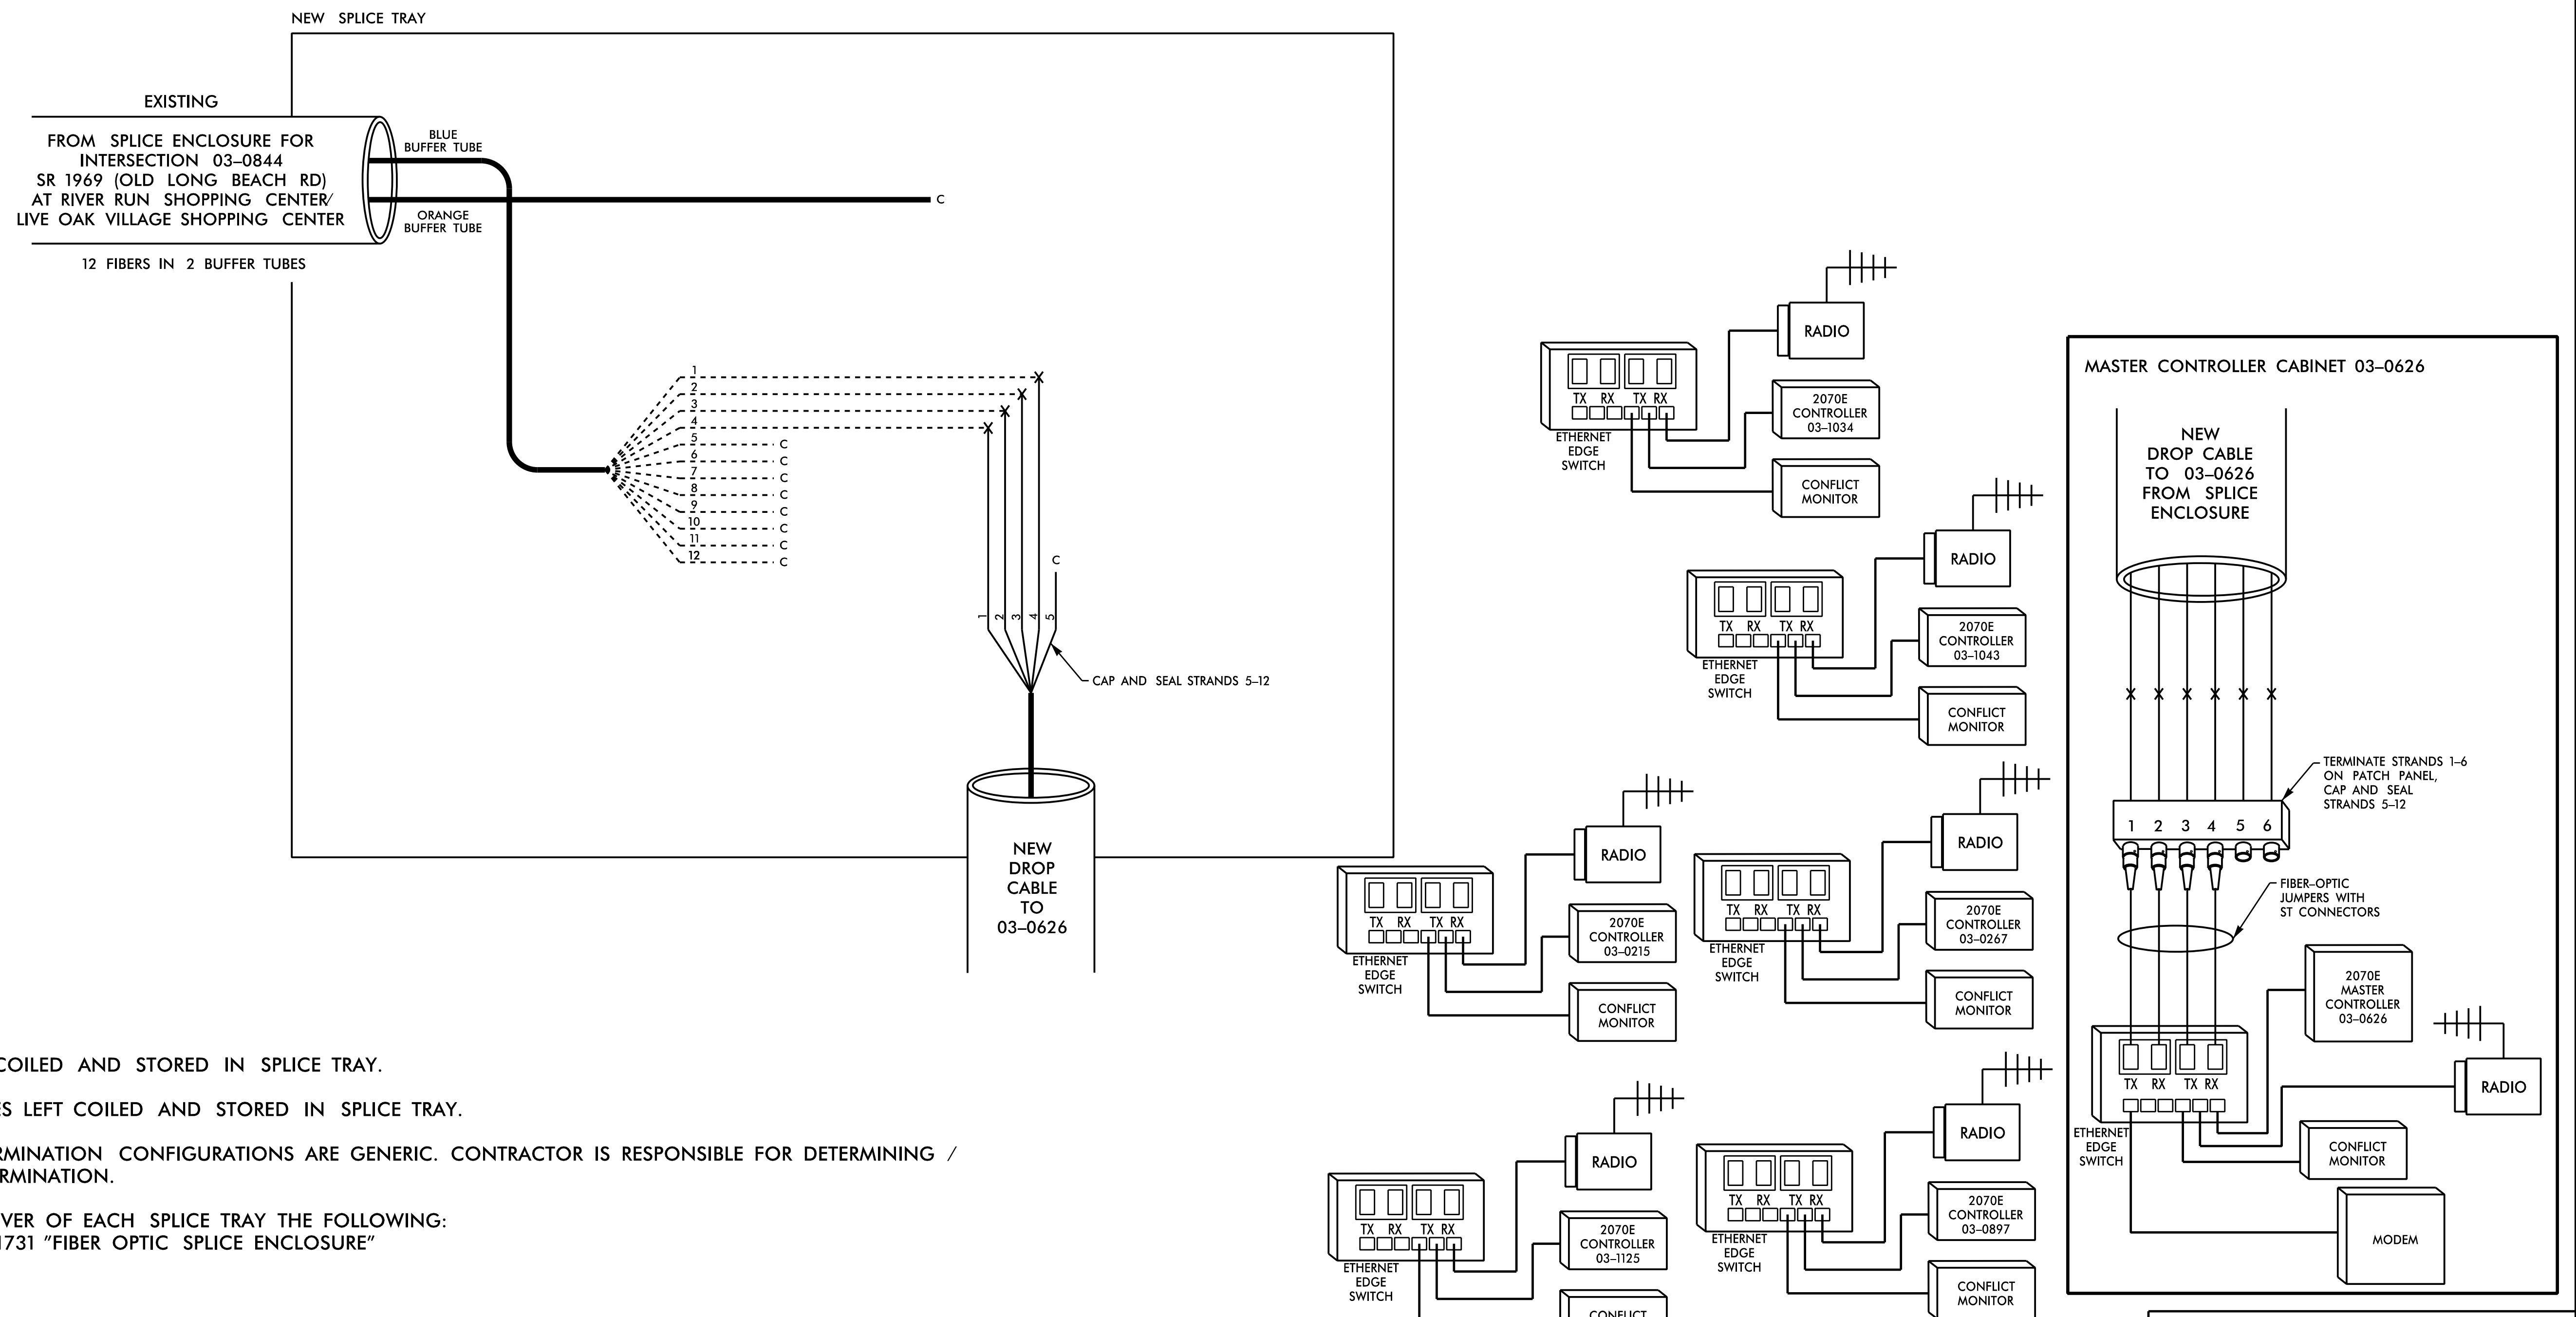 NEW SPLICE TRAY
EXISTING
FROM SPLICE ENCLOSURE FOR
INTERSECTION 03–0844
SR 1969 (OLD LONG BEACH RD)
AT RIVER RUN SHOPPING CENTER/
LIVE OAK VILLAGE SHOPPING CENTER
12 FIBERS IN 2 BUFFER TUBES
BLUE
BUFFER TUBE
ORANGE
BUFFER TUBE
C
1
2
3
4
5 C
6 C
7 C
8 C
9 C
10 C
11 C
12 C
C
1 2 3 4 5
CAP AND SEAL STRANDS 5–12
NEW
DROP
CABLE
TO
03–0626
COILED AND STORED IN SPLICE TRAY.
ES LEFT COILED AND STORED IN SPLICE TRAY.
RMINATION CONFIGURATIONS ARE GENERIC. CONTRACTOR IS RESPONSIBLE FOR DETERMINING /
RMINATION.
VER OF EACH SPLICE TRAY THE FOLLOWING:
1731 "FIBER OPTIC SPLICE ENCLOSURE"
RADIO
TX RX TX RX
ETHERNET
EDGE
SWITCH
2070E
CONTROLLER
03–1034
CONFLICT
MONITOR
RADIO
TX RX TX RX
ETHERNET
EDGE
SWITCH
2070E
CONTROLLER
03–1043
CONFLICT
MONITOR
RADIO
TX RX TX RX
ETHERNET
EDGE
SWITCH
2070E
CONTROLLER
03–0215
CONFLICT
MONITOR
RADIO
TX RX TX RX
ETHERNET
EDGE
SWITCH
2070E
CONTROLLER
03–0267
CONFLICT
MONITOR
RADIO
TX RX TX RX
ETHERNET
EDGE
SWITCH
2070E
CONTROLLER
03–1125
CONFLICT
RADIO
TX RX TX RX
ETHERNET
EDGE
SWITCH
2070E
CONTROLLER
03–0897
CONFLICT
MONITOR
MASTER CONTROLLER CABINET 03–0626
NEW
DROP CABLE
TO 03–0626
FROM SPLICE
ENCLOSURE
TERMINATE STRANDS 1–6
ON PATCH PANEL,
CAP AND SEAL
STRANDS 5–12
1 2 3 4 5 6
FIBER–OPTIC
JUMPERS WITH
ST CONNECTORS
2070E
MASTER
CONTROLLER
03–0626
TX RX TX RX
ETHERNET
EDGE
SWITCH
RADIO
CONFLICT
MONITOR
MODEM